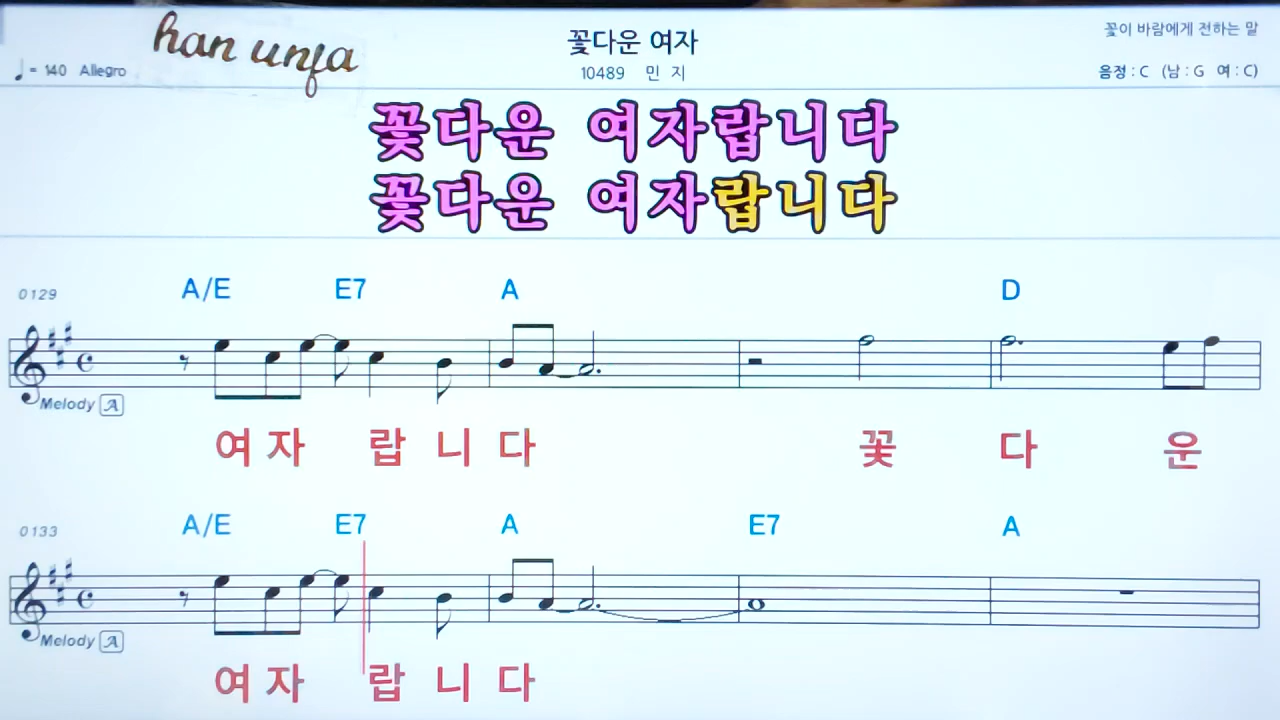 han unja
꽃다운 여자
꽃이 바람에게 전하는 말
♩= 140 Allegro
10489 민 지
음정 : C (남 : G 여 : C)
꽃다운 여자랍니다
꽃다운 여자랍니다
0129 A/E E7 A D
Melody A
여 자 랍 니 다 꽃 다 운
0133 A/E E7 A E7 A
Melody A
여 자 랍 니 다